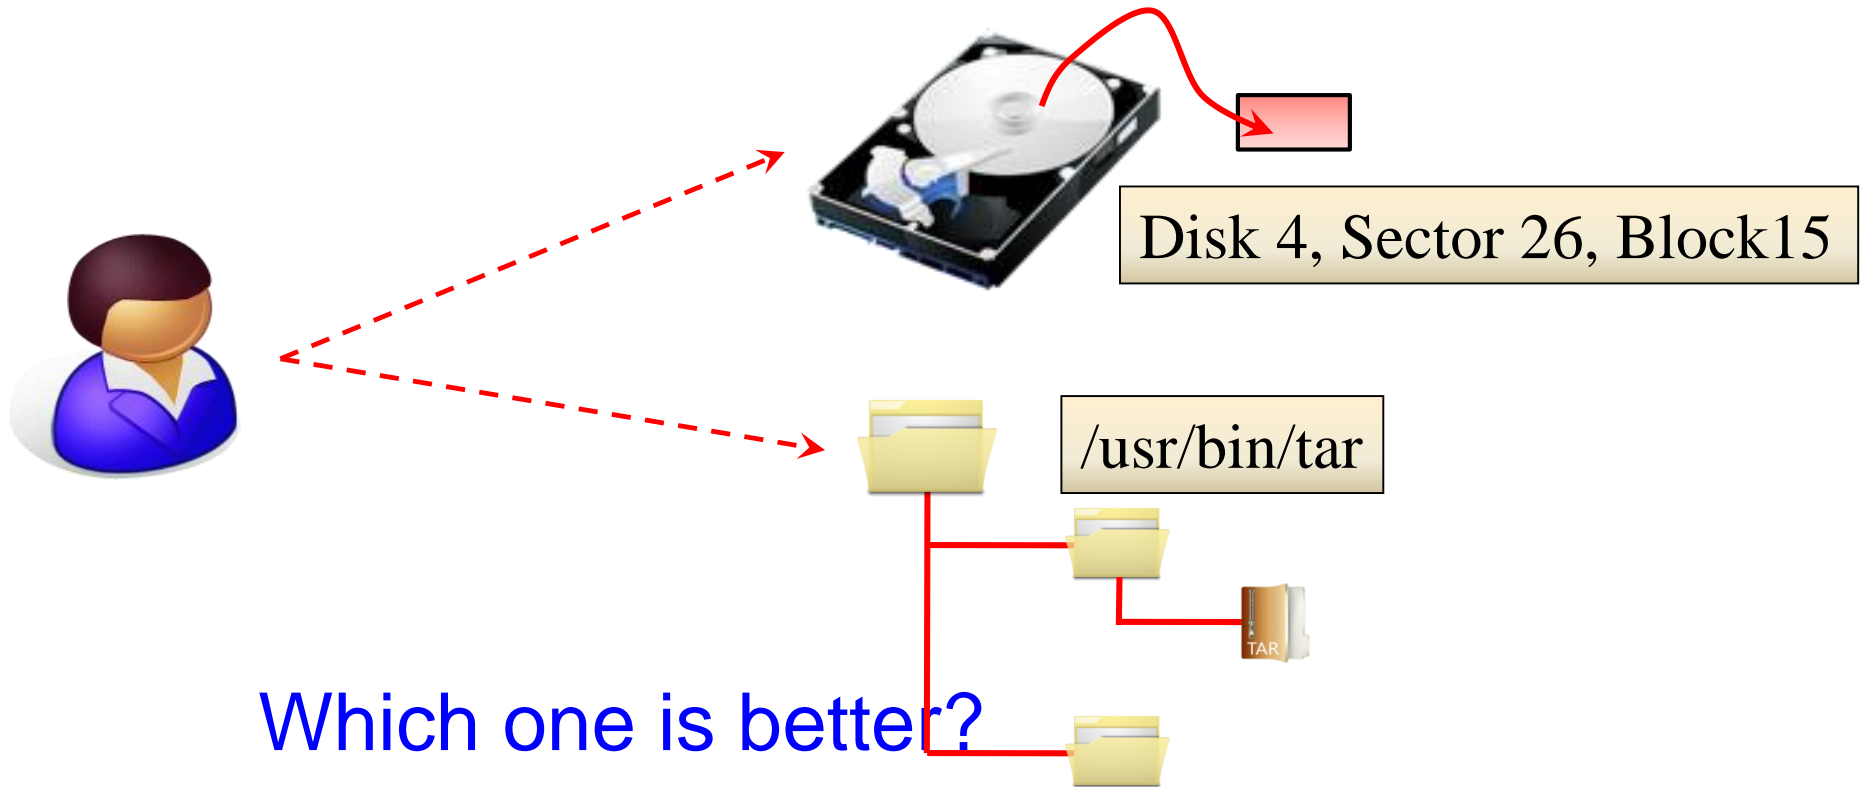 Disk 4, Sector 26, Block15
/usr/bin/tar
TAR
Which one is better?